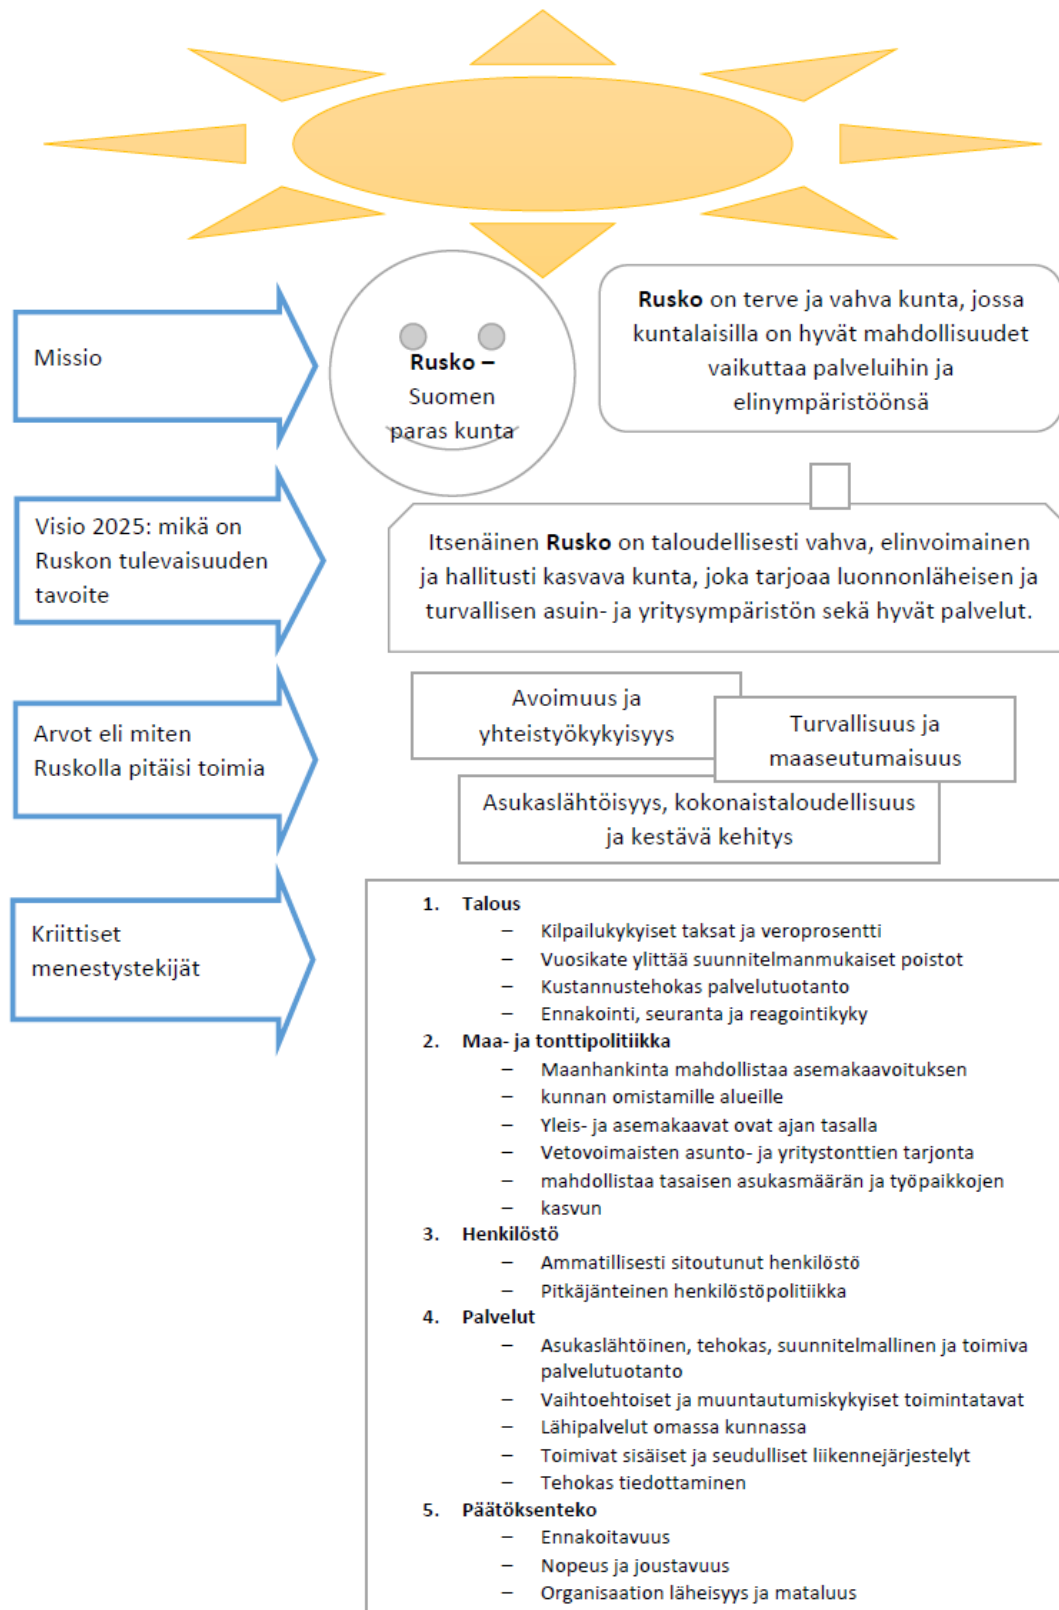 Missio
Rusko –
Suomen
paras kunta
Rusko on terve ja vahva kunta, jossa
kuntalaisilla on hyvät mahdollisuudet
vaikuttaa palveluihin ja
elinympäristöönsä
Visio 2025: mikä on
Ruskon tulevaisuuden
tavoite
Itsenäinen Rusko on taloudellisesti vahva, elinvoimainen
ja hallitusti kasvava kunta, joka tarjoaa luonnonläheisen ja
turvallisen asuin- ja yritysympäristön sekä hyvät palvelut.
Arvot eli miten
Ruskolla pitäisi toimia
Avoimuus ja
yhteistyökykyisyys
Turvallisuus ja
maaseutumaisuus
Asukaslähtöisyys, kokonaistaloudellisuus
ja kestävä kehitys
Kriittiset
menestystekijät
1. Talous
– Kilpailukykyiset taksat ja veroprosentti
– Vuosikate ylittää suunnitelmanmukaiset poistot
– Kustannustehokas palvelutuotanto
– Ennakointi, seuranta ja reagointikyky
2. Maa- ja tonttipolitiikka
– Maanhankinta mahdollistaa asemakaavoituksen
– kunnan omistamille alueille
– Yleis- ja asemakaavat ovat ajan tasalla
– Vetovoimaisten asunto- ja yritystonttien tarjonta
– mahdollistaa tasaisen asukasmäärän ja työpaikkojen
– kasvun
3. Henkilöstö
– Ammatillisesti sitoutunut henkilöstö
– Pitkäjänteinen henkilöstöpolitiikka
4. Palvelut
– Asukaslähtöinen, tehokas, suunnitelmallinen ja toimiva
palvelutuotanto
– Vaihtoehtoiset ja muuntautumiskykyiset toimintatavat
– Lähipalvelut omassa kunnassa
– Toimivat sisäiset ja seudulliset liikennejärjestelyt
– Tehokas tiedottaminen
5. Päätöksenteko
– Ennakoitavuus
– Nopeus ja joustavuus
– Organisaation läheisyys ja mataluus